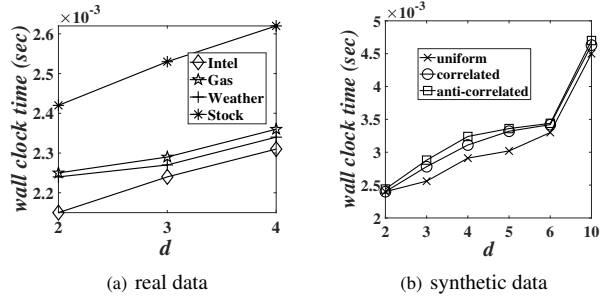 ×10⁻³
2.6
2.5
2.4
2.3
2.2
wall clock time (sec)
Intel
Gas
Weather
Stock
2 3 4
d
(a) real data
×10⁻³
5
4.5
4
3.5
3
2.5
2
wall clock time (sec)
uniform
correlated
anti-correlated
2 3 4 5 6 10
d
(b) synthetic data